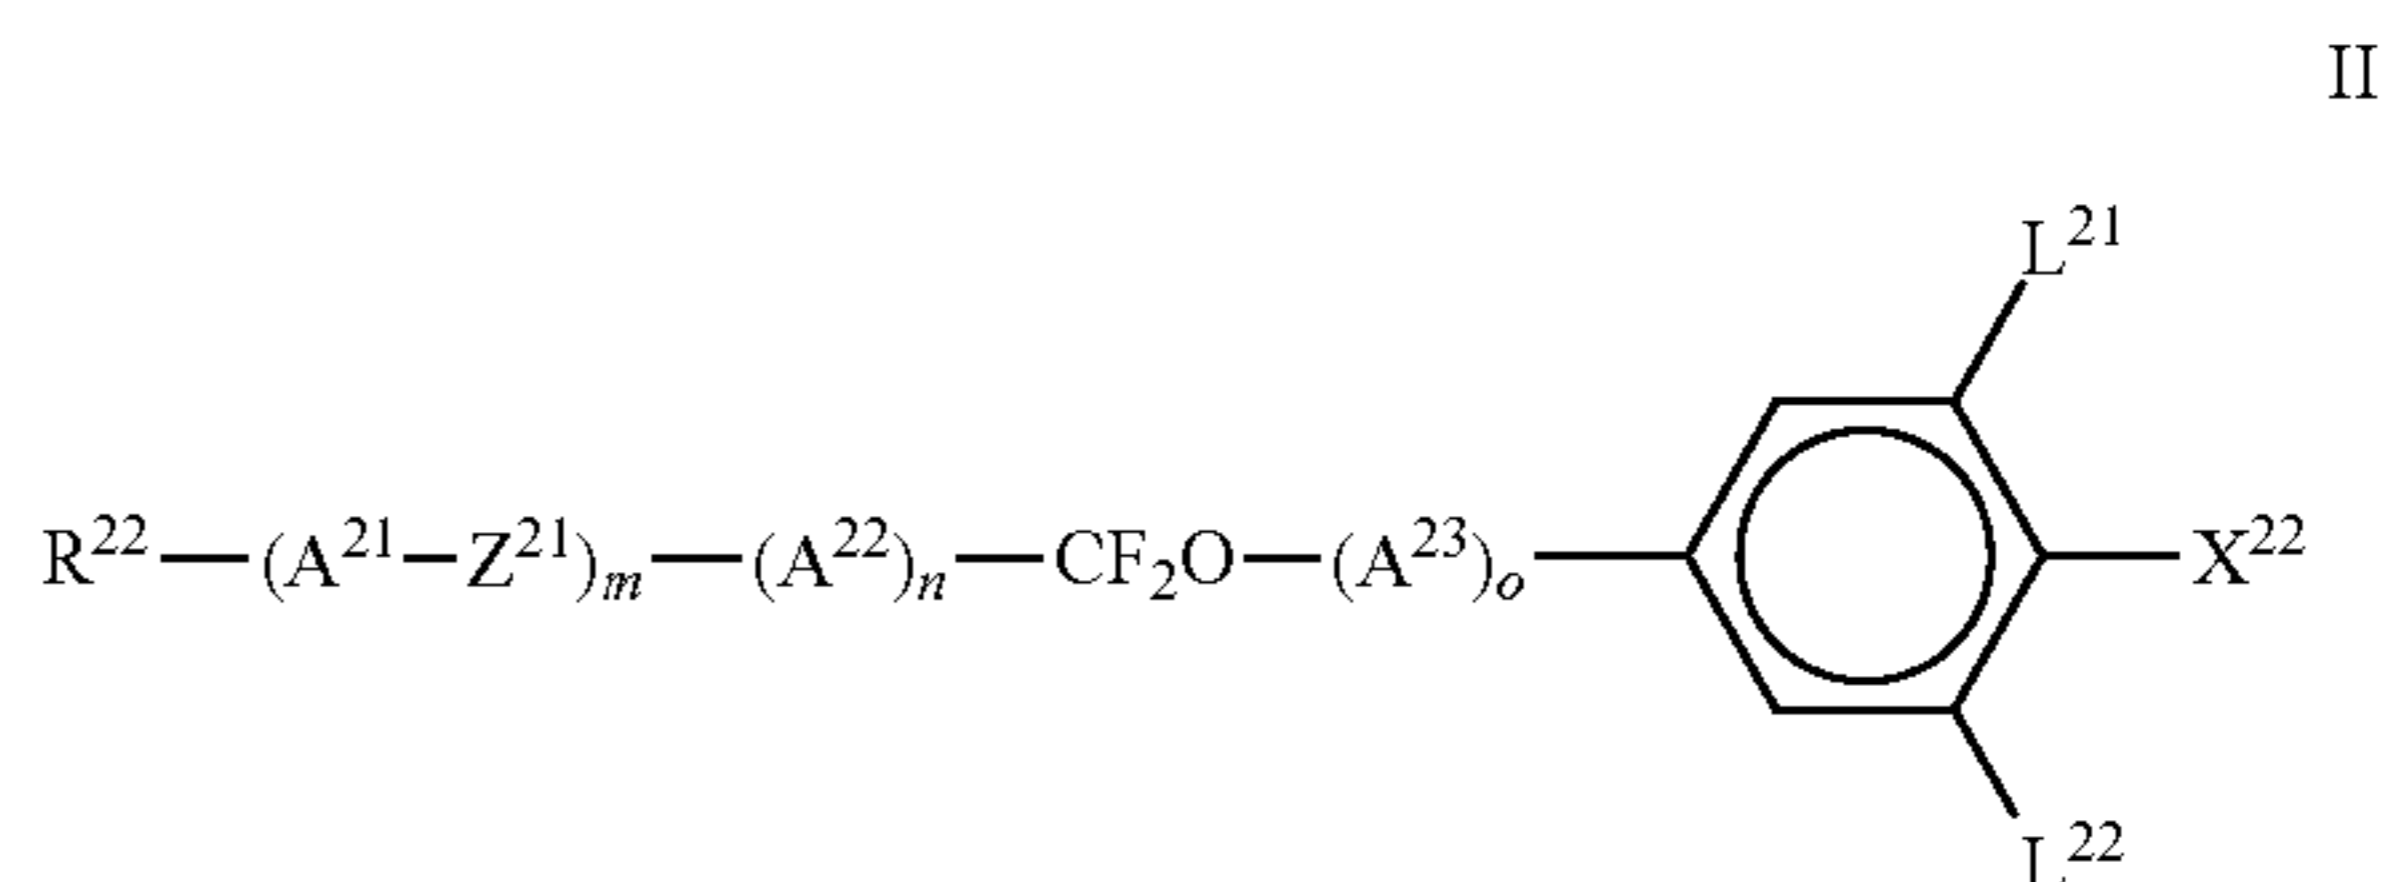 II
L²¹
R²²—(A²¹—Z²¹)ₘ—(A²²)ₙ—CF₂O—(A²³)ₒ X²²
L²²